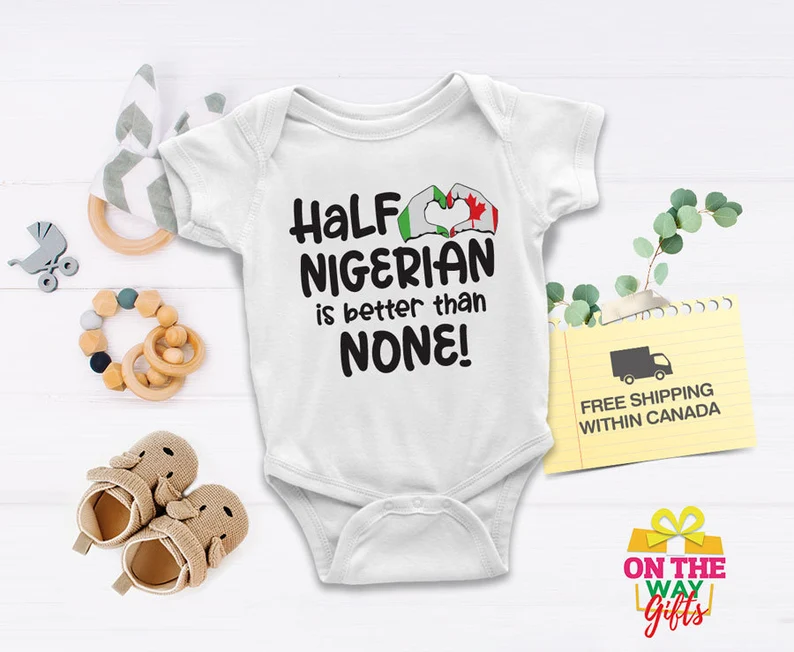 HaLF
NIGERIAN
is better than
NONE!
FREE SHIPPING
WITHIN CANADA
ON THE
WAY
Gifts